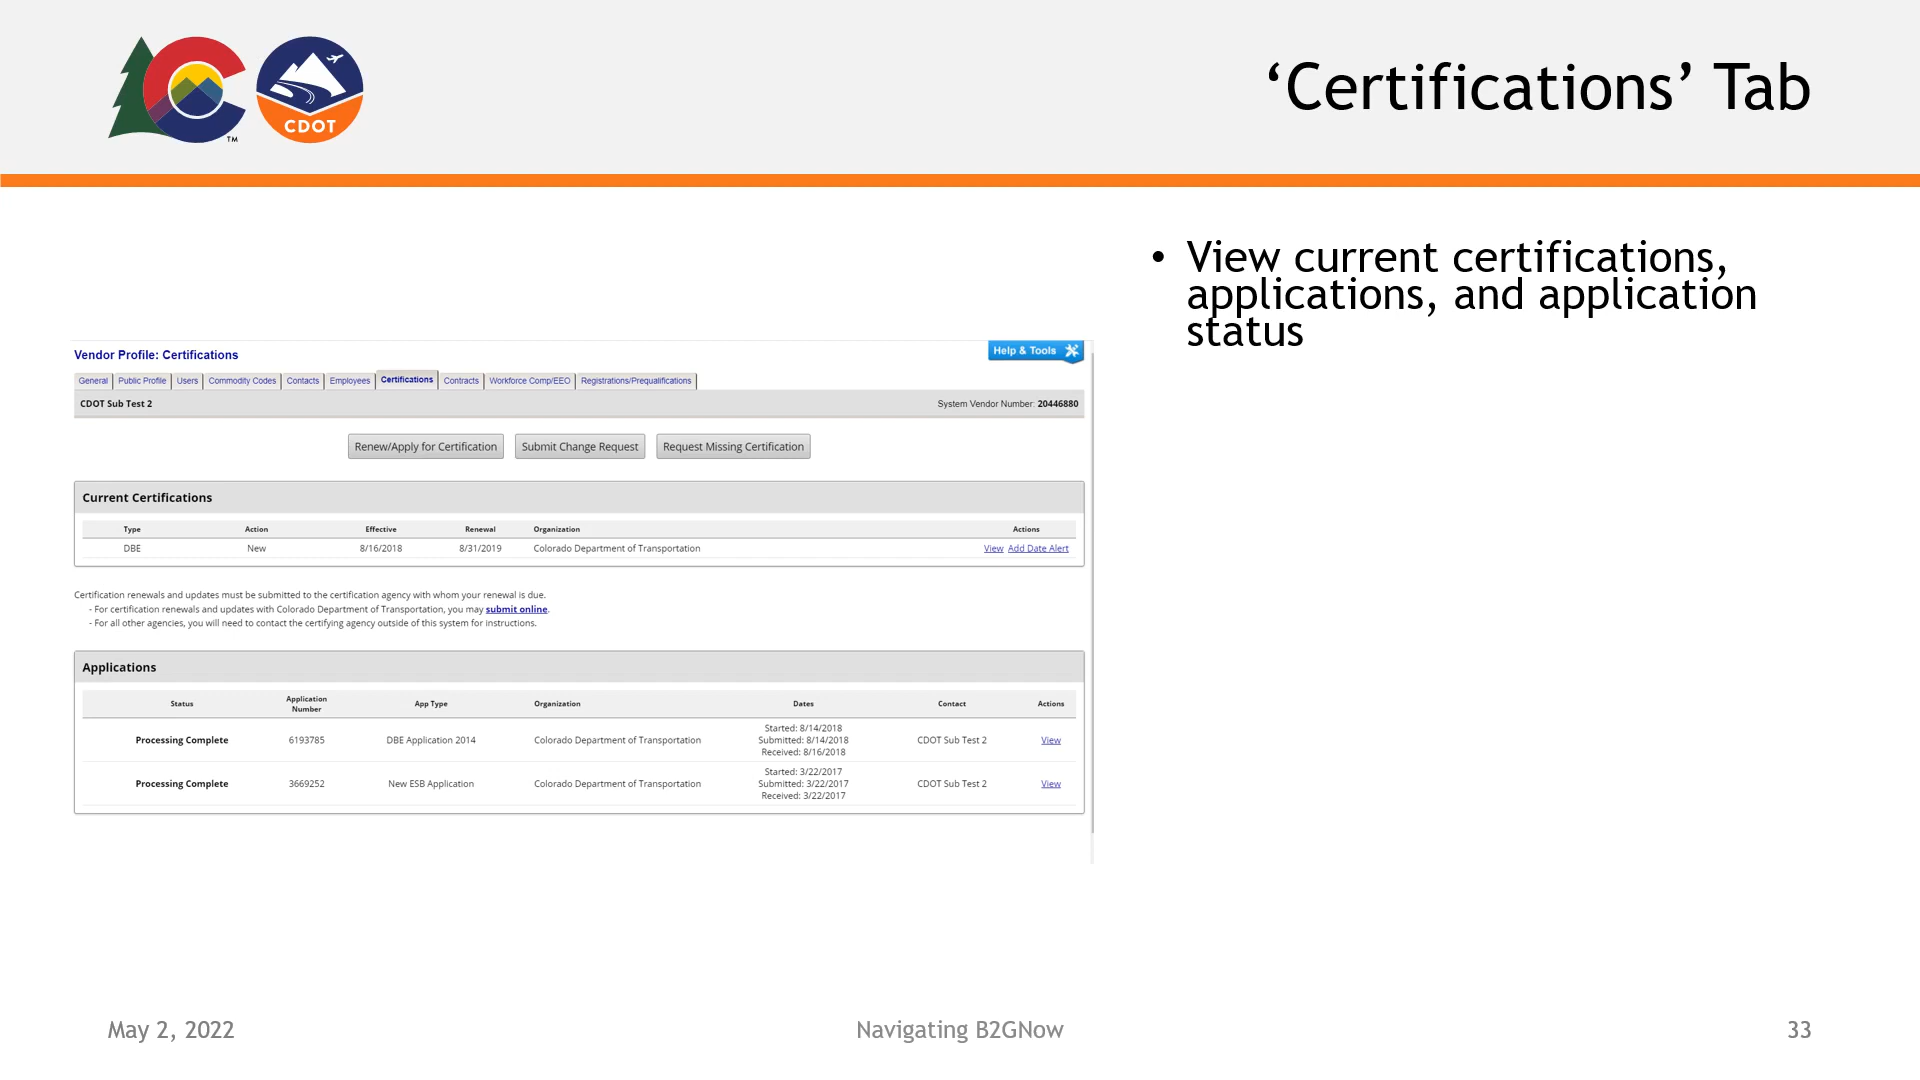 TM
CDOT
‘Certifications’ Tab
• View current certifications,
applications, and application
status
Vendor Profile: Certifications
Help & Tools
General Public Profile Users Commodity Codes Contacts Employees Certifications Contracts Workforce Comp/EEO Registrations/Prequalifications
CDOT Sub Test 2 System Vendor Number: 20446880
Renew/Apply for Certification Submit Change Request Request Missing Certification
Current Certifications
Type Action Effective Renewal Organization Actions
DBE New 8/16/2018 8/31/2019 Colorado Department of Transportation View Add Date Alert
Certification renewals and updates must be submitted to the certification agency with whom your renewal is due.
- For certification renewals and updates with Colorado Department of Transportation, you may submit online.
- For all other agencies, you will need to contact the certifying agency outside of this system for instructions.
Applications
Status Application Number App Type Organization Dates Contact Actions
Started: 8/14/2018
Processing Complete 6193785 DBE Application 2014 Colorado Department of Transportation Submitted: 8/14/2018 CDOT Sub Test 2 View
Received: 8/16/2018
Started: 3/22/2017
Processing Complete 3669252 New ESB Application Colorado Department of Transportation Submitted: 3/22/2017 CDOT Sub Test 2 View
Received: 3/22/2017
May 2, 2022 Navigating B2GNow 33